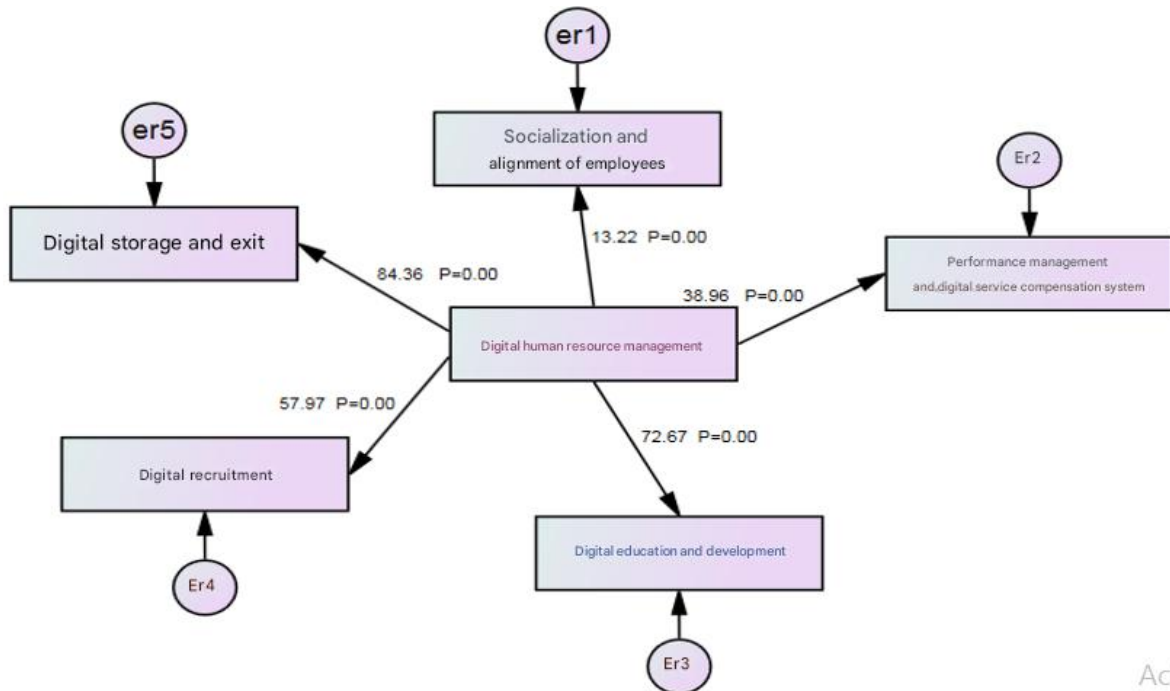 er1
Socialization and
alignment of employees
er5
Er2
Digital storage and exit
13.22 P=0.00
Performance management
and,digital.service compensation system
84.36 P=0.00
38.96 P=0.00
Digital human resource management
57.97 P=0.00
72.67 P=0.00
Digital recruitment
Digital education and development
Er4
Er3
Ac